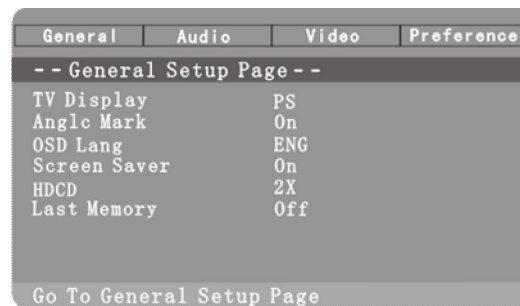 General Audio Video Preference
-- General Setup Page --
TV Display PS
Anglc Mark On
OSD Lang ENG
Screen Saver On
HDCD 2X
Last Memory Off
Go To General Setup Page